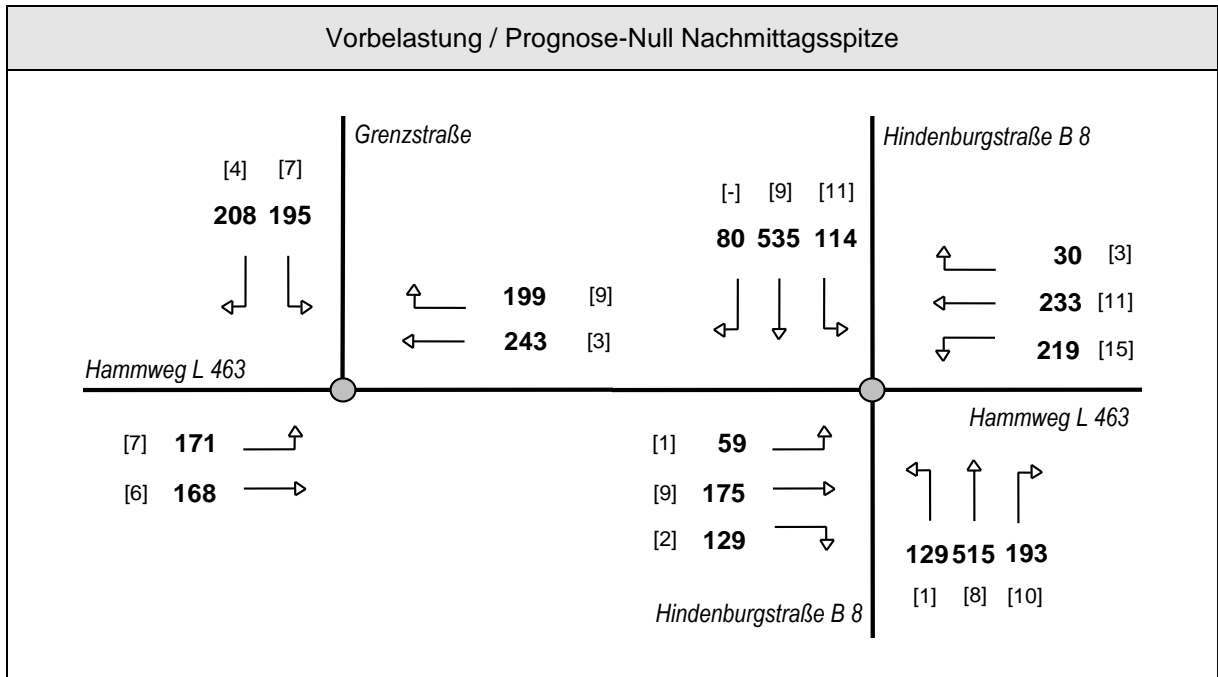 Vorbelastung / Prognose-Null Nachmittagsspitze
Grenzstraße
Hindenburgstraße B 8
[4] [7]
208 195
[-] [9] [11]
80 535 114
199 [9]
243 [3]
30 [3]
233 [11]
219 [15]
Hammweg L 463
Hammweg L 463
[7] 171
[6] 168
[1] 59
[9] 175
[2] 129
129 515 193
[1] [8] [10]
Hindenburgstraße B 8